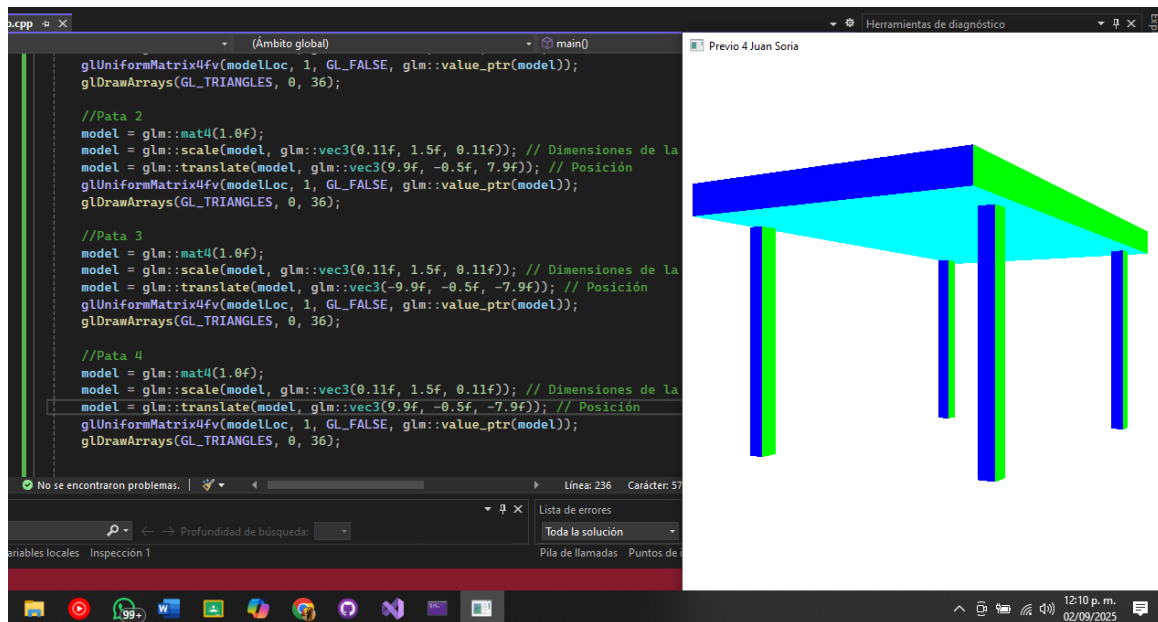 o.cpp
Herramientas de diagnóstico
(Ámbito global)
main()
Previo 4 Juan Soria
glUniformMatrix4fv(modelLoc, 1, GL_FALSE, glm::value_ptr(model));
glDrawArrays(GL_TRIANGLES, 0, 36);
//Pata 2
model = glm::mat4(1.0f);
model = glm::scale(model, glm::vec3(0.11f, 1.5f, 0.11f)); // Dimensiones de la
model = glm::translate(model, glm::vec3(9.9f, -0.5f, 7.9f)); // Posición
glUniformMatrix4fv(modelLoc, 1, GL_FALSE, glm::value_ptr(model));
glDrawArrays(GL_TRIANGLES, 0, 36);
//Pata 3
model = glm::mat4(1.0f);
model = glm::scale(model, glm::vec3(0.11f, 1.5f, 0.11f)); // Dimensiones de la
model = glm::translate(model, glm::vec3(-9.9f, -0.5f, -7.9f)); // Posición
glUniformMatrix4fv(modelLoc, 1, GL_FALSE, glm::value_ptr(model));
glDrawArrays(GL_TRIANGLES, 0, 36);
//Pata 4
model = glm::mat4(1.0f);
model = glm::scale(model, glm::vec3(0.11f, 1.5f, 0.11f)); // Dimensiones de la
model = glm::translate(model, glm::vec3(9.9f, -0.5f, -7.9f)); // Posición
glUniformMatrix4fv(modelLoc, 1, GL_FALSE, glm::value_ptr(model));
glDrawArrays(GL_TRIANGLES, 0, 36);
No se encontraron problemas. Línea: 236 Carácter: 57
Lista de errores
Profundidad de búsqueda: Toda la solución
ariables locales Inspección 1 Pila de llamadas Puntos de i
99+
12:10 p. m.
02/09/2025